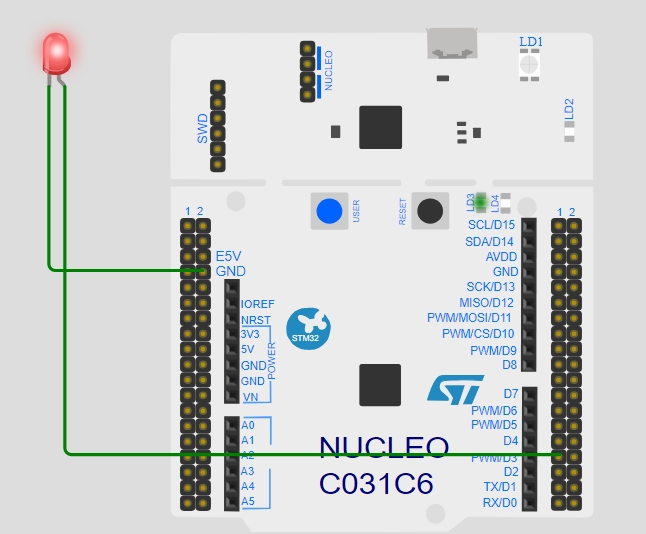 LD1
NUCLEO
SWD
LD2
USER
RESET
LD3
LD4
1 2
1 2
E5V
GND
IOREF
NRST
3V3
5V
GND
GND
VN
POWER
A0
A1
A2
A3
A4
A5
SCL/D15
SDA/D14
AVDD
GND
SCK/D13
MISO/D12
PWM/MOSI/D11
PWM/CS/D10
PWM/D9
D8
D7
PWM/D6
PWM/D5
D4
PWM/D3
D2
TX/D1
RX/D0
STM32
ST
NUCLEO
C031C6